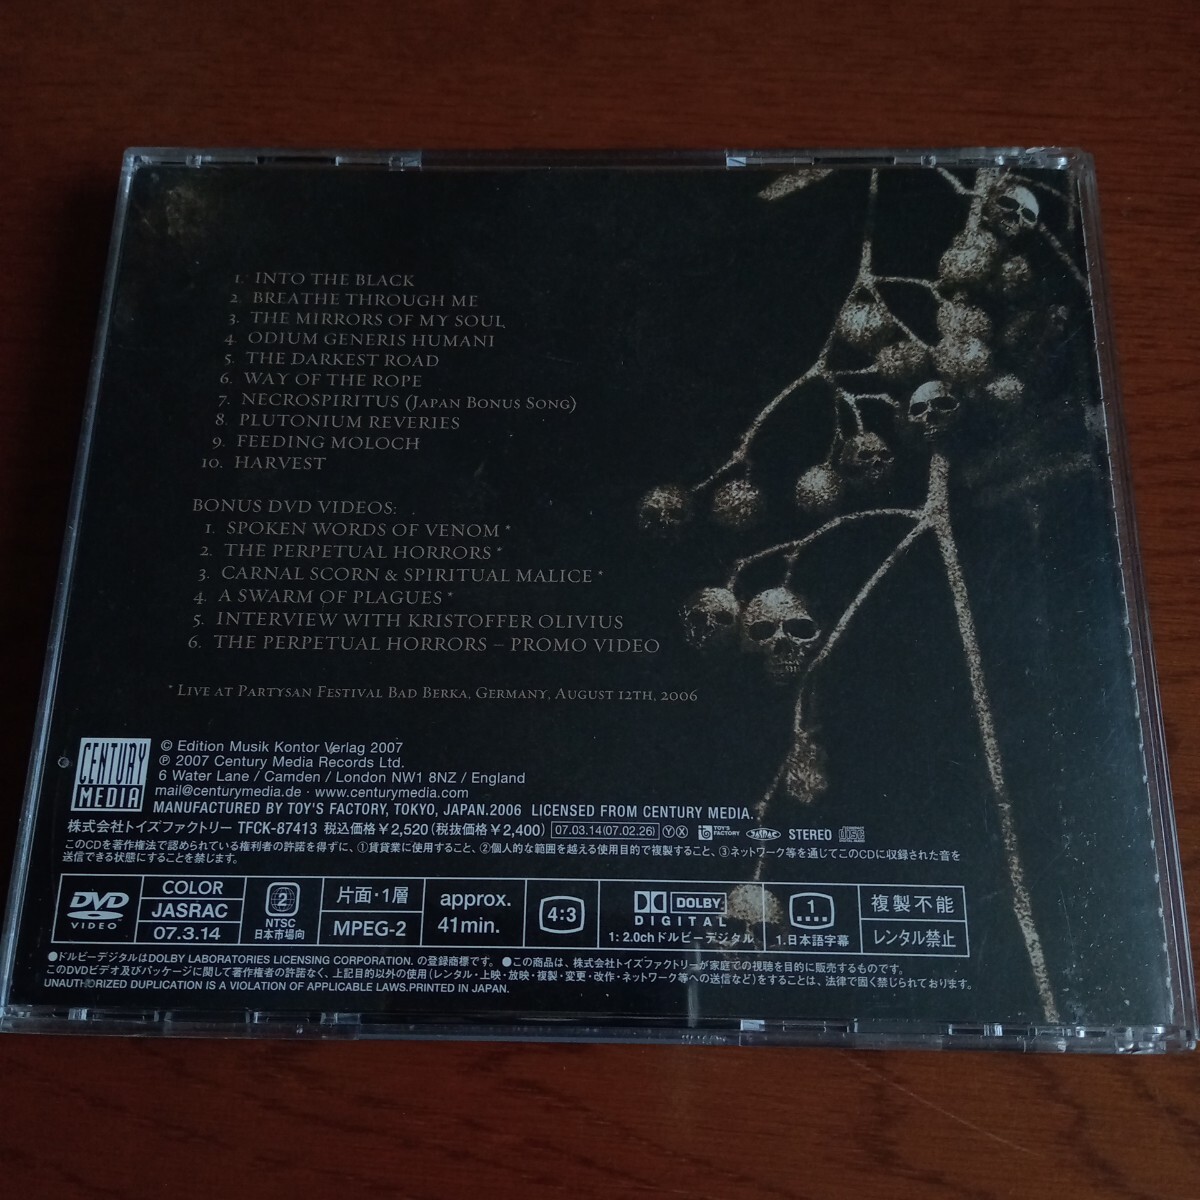 1. INTO THE BLACK
2. BREATHE THROUGH ME
3. THE MIRRORS OF MY SOUL
4. ODIUM GENERIS HUMANI
5. THE DARKEST ROAD
6. WAY OF THE ROPE
7. NECROSPIRITUS (JAPAN BONUS SONG)
8. PLUTONIUM REVERIES
9. FEEDING MOLOCH
10. HARVEST
BONUS DVD VIDEOS:
1. SPOKEN WORDS OF VENOM *
2. THE PERPETUAL HORRORS *
3. CARNAL SCORN & SPIRITUAL MALICE *
4. A SWARM OF PLAGUES *
5. INTERVIEW WITH KRISTOFFER OLIVIUS
6. THE PERPETUAL HORRORS – PROMO VIDEO
* LIVE AT PARTYSAN FESTIVAL BAD BERKA, GERMANY, AUGUST 12TH, 2006
CENTURY
MEDIA
© Edition Musik Kontor Verlag 2007
℗ 2007 Century Media Records Ltd.
6 Water Lane / Camden / London NW1 8NZ / England
mail@centurymedia.de · www.centurymedia.com
MANUFACTURED BY TOY'S FACTORY, TOKYO, JAPAN.2006 LICENSED FROM CENTURY MEDIA.
株式会社トイズファクトリー TFCK-87413 税込価格¥2,520(税抜価格¥2,400) 07.03.14(07.02.26) Ⓨ Ⓧ TOY'S FACTORY STEREO
このCDを著作権法で認められている権利者の許諾を得ずに、①賃貸業に使用すること、②個人的な範囲を越える使用目的で複製すること、③ネットワーク等を通じてこのCDに収録された音を
送信できる状態にすることを禁じます。
DVD VIDEO
COLOR
JASRAC
07.3.14
2 NTSC 日本市場向
片面・1層
MPEG-2
approx. 41min.
4:3
DOLBY DIGITAL
1: 2.0chドルビーデジタル
1
1.日本語字幕
複製不能
レンタル禁止
●ドルビーデジタルはDOLBY LABORATORIES LICENSING CORPORATION. の登録商標です。 ●この商品は、株式会社トイズファクトリーが家庭での視聴を目的に販売するものです。
このDVDビデオ及びパッケージに関して著作権者の許諾なく、上記目的以外の使用(レンタル・上映・放映・複製・変更・改作・ネットワーク等への送信など)をすることは、法律で固く禁じられております。
UNAUTHORIZED DUPLICATION IS A VIOLATION OF APPLICABLE LAWS.PRINTED IN JAPAN.